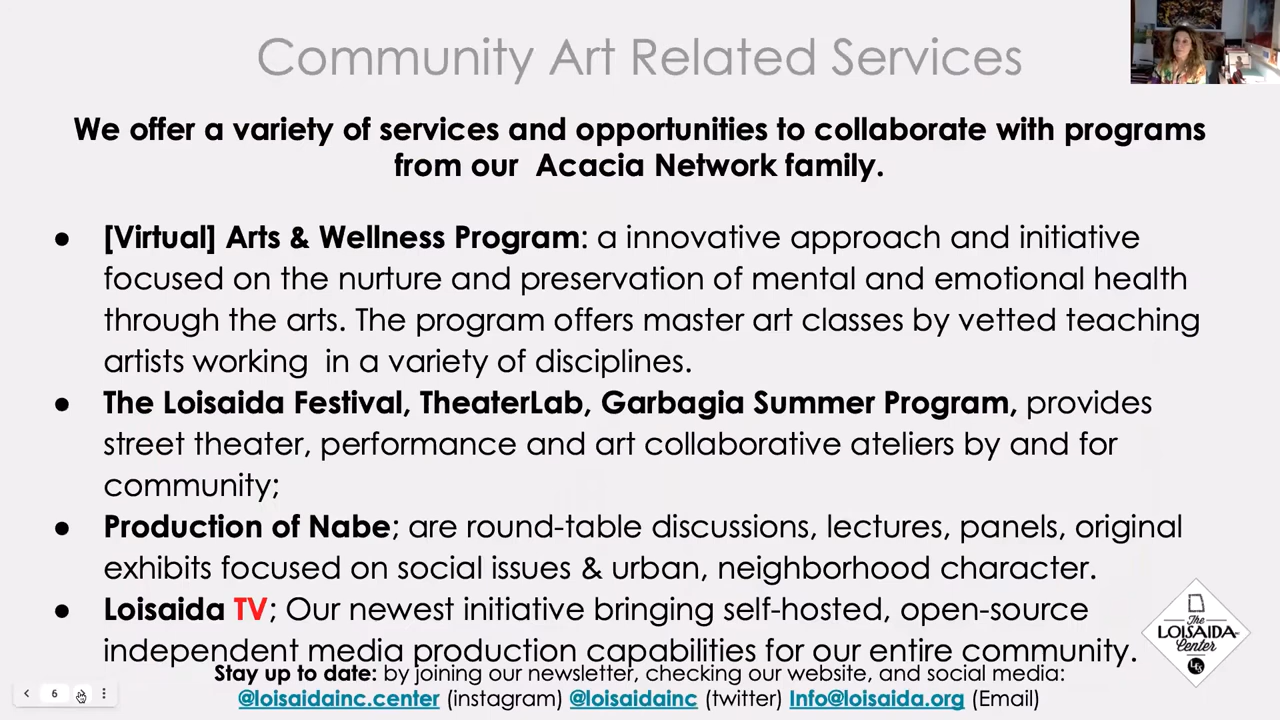 Community Art Related Services
We offer a variety of services and opportunities to collaborate with programs
from our Acacia Network family.
● [Virtual] Arts & Wellness Program: a innovative approach and initiative
focused on the nurture and preservation of mental and emotional health
through the arts. The program offers master art classes by vetted teaching
artists working in a variety of disciplines.
● The Loisaida Festival, TheaterLab, Garbagia Summer Program, provides
street theater, performance and art collaborative ateliers by and for
community;
● Production of Nabe; are round-table discussions, lectures, panels, original
exhibits focused on social issues & urban, neighborhood character.
● Loisaida TV; Our newest initiative bringing self-hosted, open-source
independent media production capabilities for our entire community.
Stay up to date: by joining our newsletter, checking our website, and social media:
@loisaidainc.center (instagram) @loisaidainc (twitter) Info@loisaida.org (Email)
The
LOISAIDA
Center
LES
6